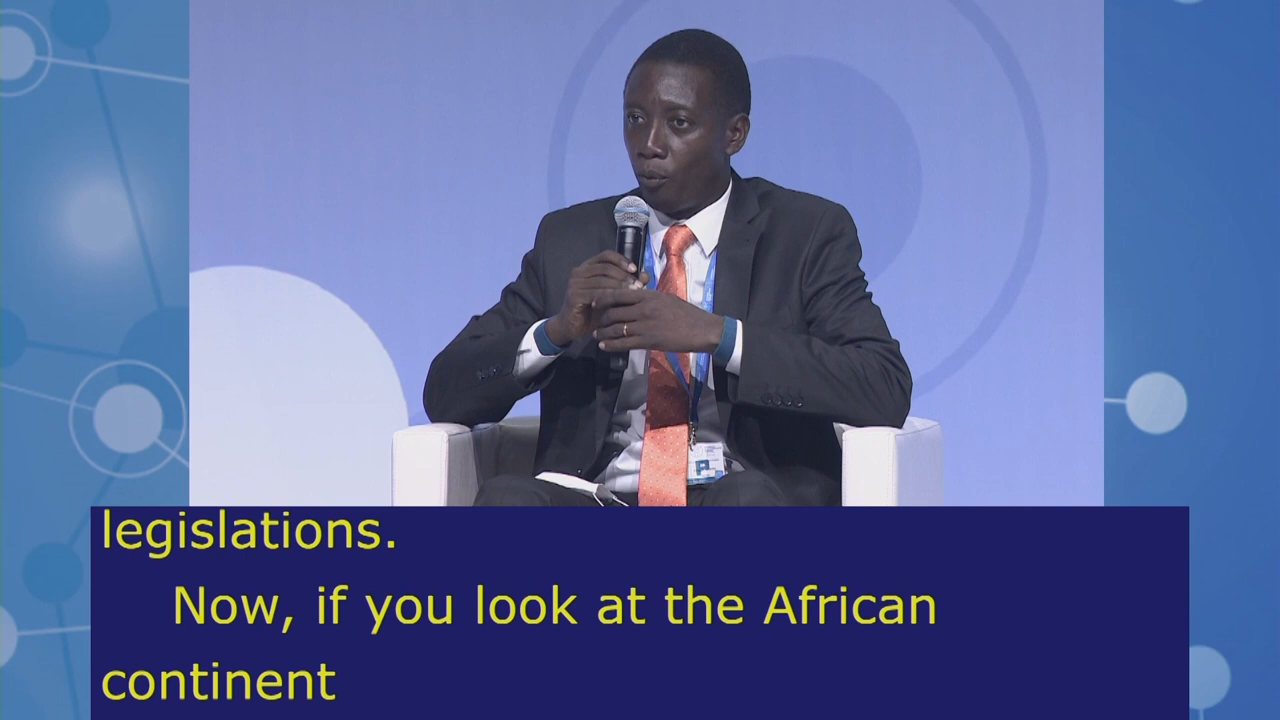 legislations.
Now, if you look at the African
continent